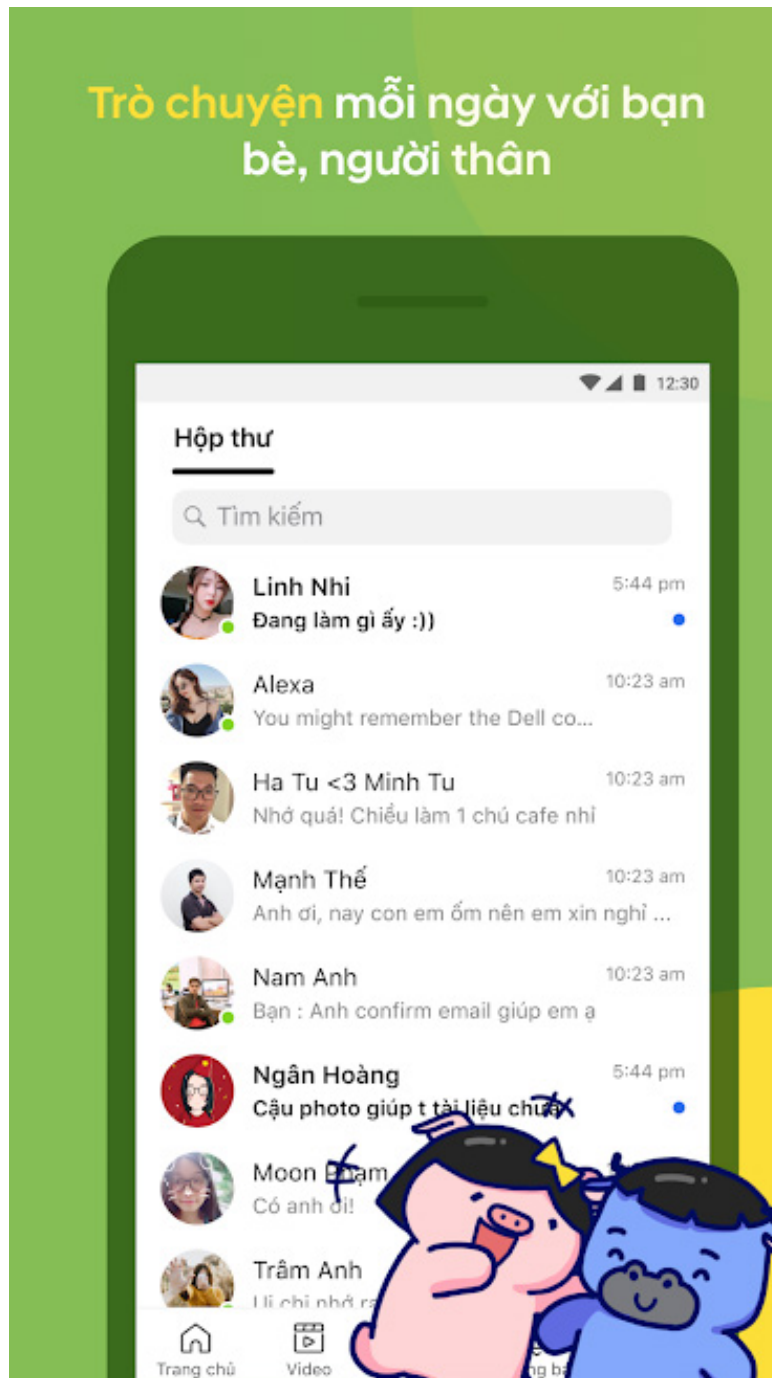 Trò chuyện mỗi ngày với bạn
bè, người thân
12:30
Hộp thư
Tìm kiếm
Linh Nhi 5:44 pm
Đang làm gì ấy :))
Alexa 10:23 am
You might remember the Dell co...
Ha Tu <3 Minh Tu 10:23 am
Nhớ quá! Chiều làm 1 chú cafe nhỉ
Mạnh Thế 10:23 am
Anh ơi, nay con em ốm nên em xin nghỉ ...
Nam Anh 10:23 am
Bạn : Anh confirm email giúp em ạ
Ngân Hoàng 5:44 pm
Cậu photo giúp t tài liệu chưa
Moon Phạm
Có anh ơi!
Trâm Anh
Ui chị nhớ
Trang chủ Video